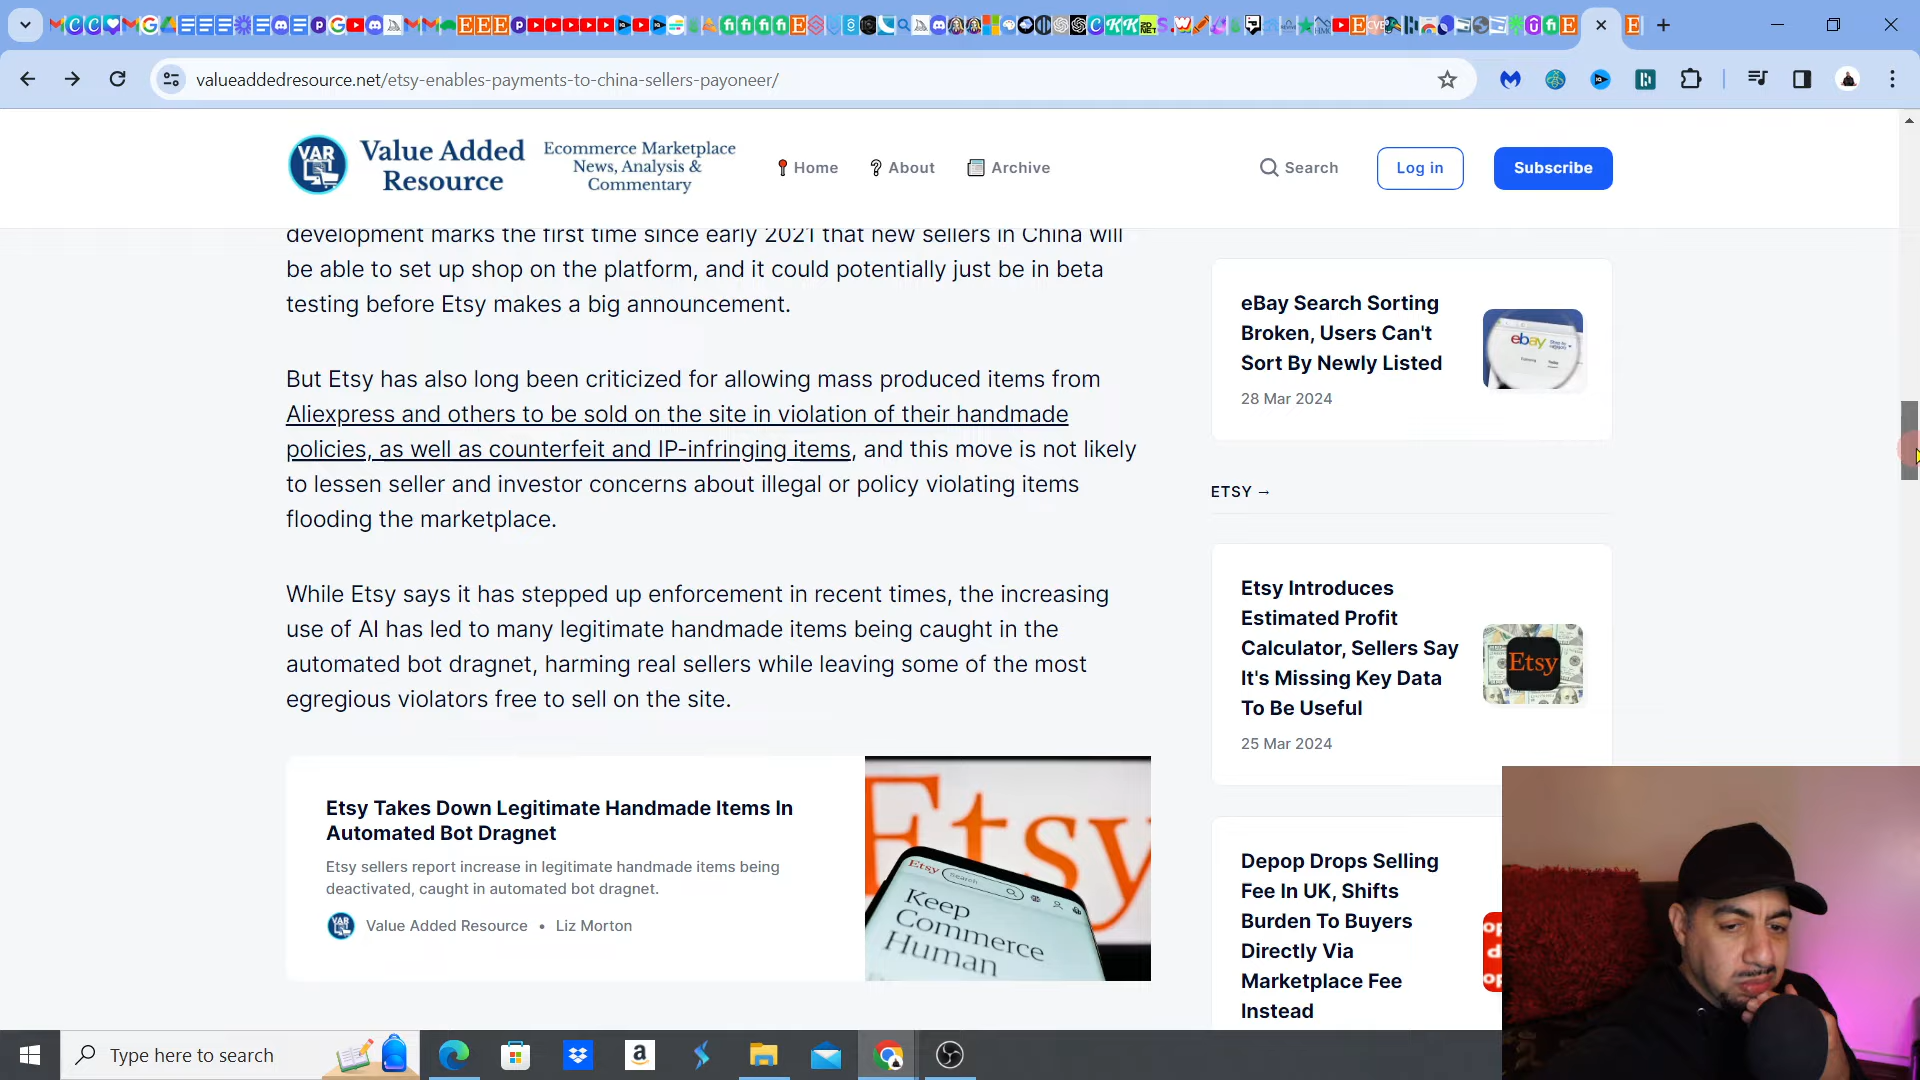 valueaddedresource.net/etsy-enables-payments-to-china-sellers-payoneer/
VAR
Value Added
Resource
Ecommerce Marketplace
News, Analysis &
Commentary
Home
About
Archive
Search
Log in
Subscribe
development marks the first time since early 2021 that new sellers in China will
be able to set up shop on the platform, and it could potentially just be in beta
testing before Etsy makes a big announcement.
But Etsy has also long been criticized for allowing mass produced items from
Aliexpress and others to be sold on the site in violation of their handmade
policies, as well as counterfeit and IP-infringing items, and this move is not likely
to lessen seller and investor concerns about illegal or policy violating items
flooding the marketplace.
While Etsy says it has stepped up enforcement in recent times, the increasing
use of AI has led to many legitimate handmade items being caught in the
automated bot dragnet, harming real sellers while leaving some of the most
egregious violators free to sell on the site.
Etsy Takes Down Legitimate Handmade Items In
Automated Bot Dragnet
Etsy sellers report increase in legitimate handmade items being
deactivated, caught in automated bot dragnet.
VAR
Value Added Resource • Liz Morton
Etsy
Etsy
Search
Keep
Commerce
Human
eBay Search Sorting
Broken, Users Can't
Sort By Newly Listed
28 Mar 2024
ebay
ETSY →
Etsy Introduces
Estimated Profit
Calculator, Sellers Say
It's Missing Key Data
To Be Useful
25 Mar 2024
Etsy
Depop Drops Selling
Fee In UK, Shifts
Burden To Buyers
Directly Via
Marketplace Fee
Instead
Type here to search